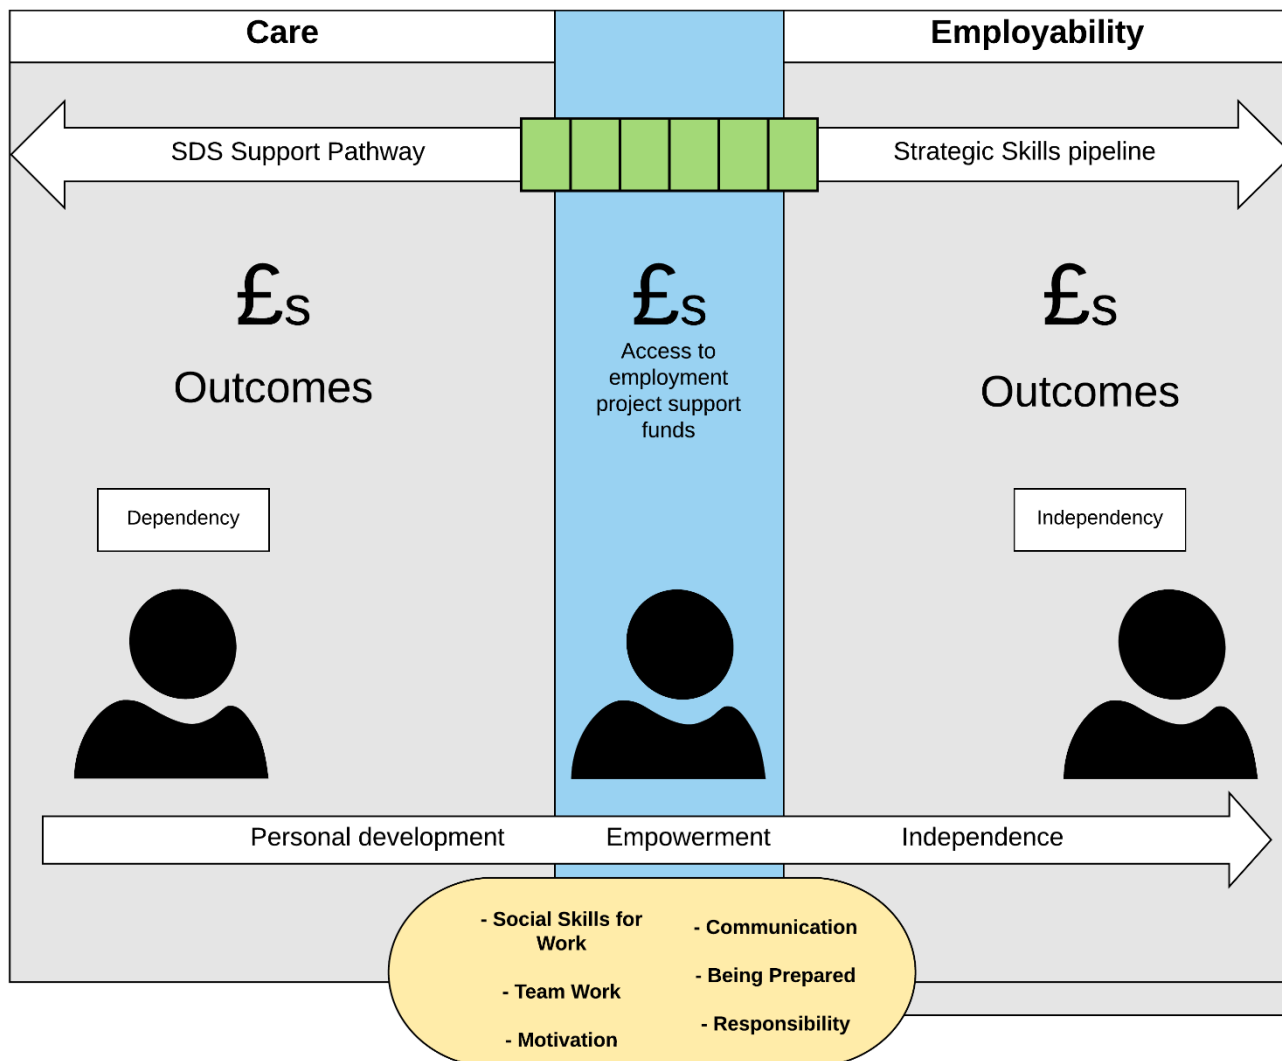 Care
Employability
SDS Support Pathway
Strategic Skills pipeline
£s
£s
£s
Access to
employment
project support
funds
Outcomes
Outcomes
Dependency
Independency
Personal development
Empowerment
Independence
- Social Skills for
Work
- Team Work
- Motivation
- Communication
- Being Prepared
- Responsibility